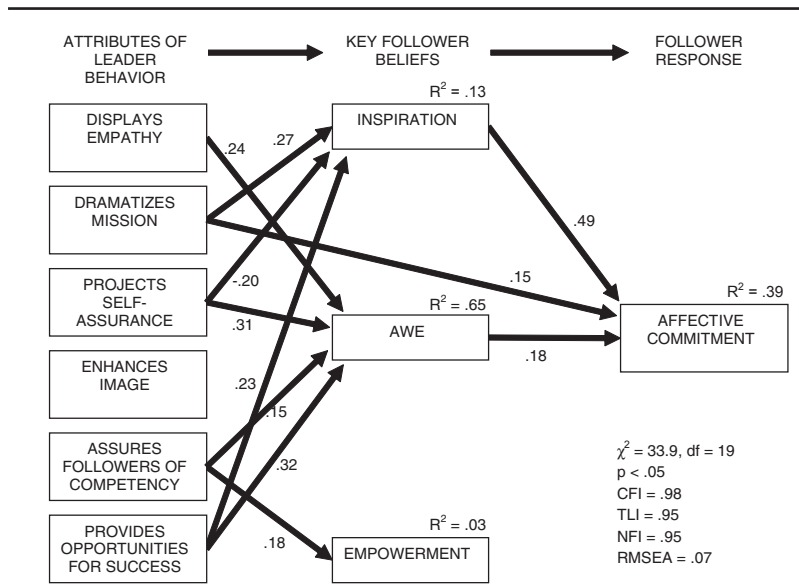 ATTRIBUTES OF
LEADER
BEHAVIOR
KEY FOLLOWER
BELIEFS
FOLLOWER
RESPONSE
DISPLAYS
EMPATHY
DRAMATIZES
MISSION
PROJECTS
SELF-
ASSURANCE
ENHANCES
IMAGE
ASSURES
FOLLOWERS OF
COMPETENCY
PROVIDES
OPPORTUNITIES
FOR SUCCESS
.24
.27
-.20
.31
.23
.15
.32
.18
R² = .13
INSPIRATION
R² = .65
AWE
R² = .03
EMPOWERMENT
.49
.15
.18
R² = .39
AFFECTIVE
COMMITMENT
χ² = 33.9, df = 19
p < .05
CFI = .98
TLI = .95
NFI = .95
RMSEA = .07